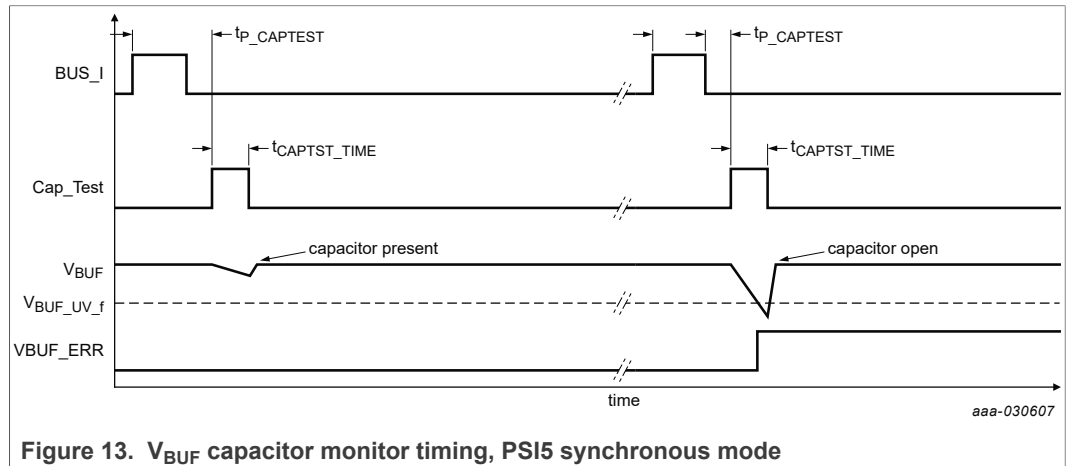 tP_CAPTEST tP_CAPTEST
BUS_I
tCAPTST_TIME tCAPTST_TIME
Cap_Test
capacitor present capacitor open
VBUF
VBUF_UV_f
VBUF_ERR
time
aaa-030607
Figure 13. VBUF capacitor monitor timing, PSI5 synchronous mode